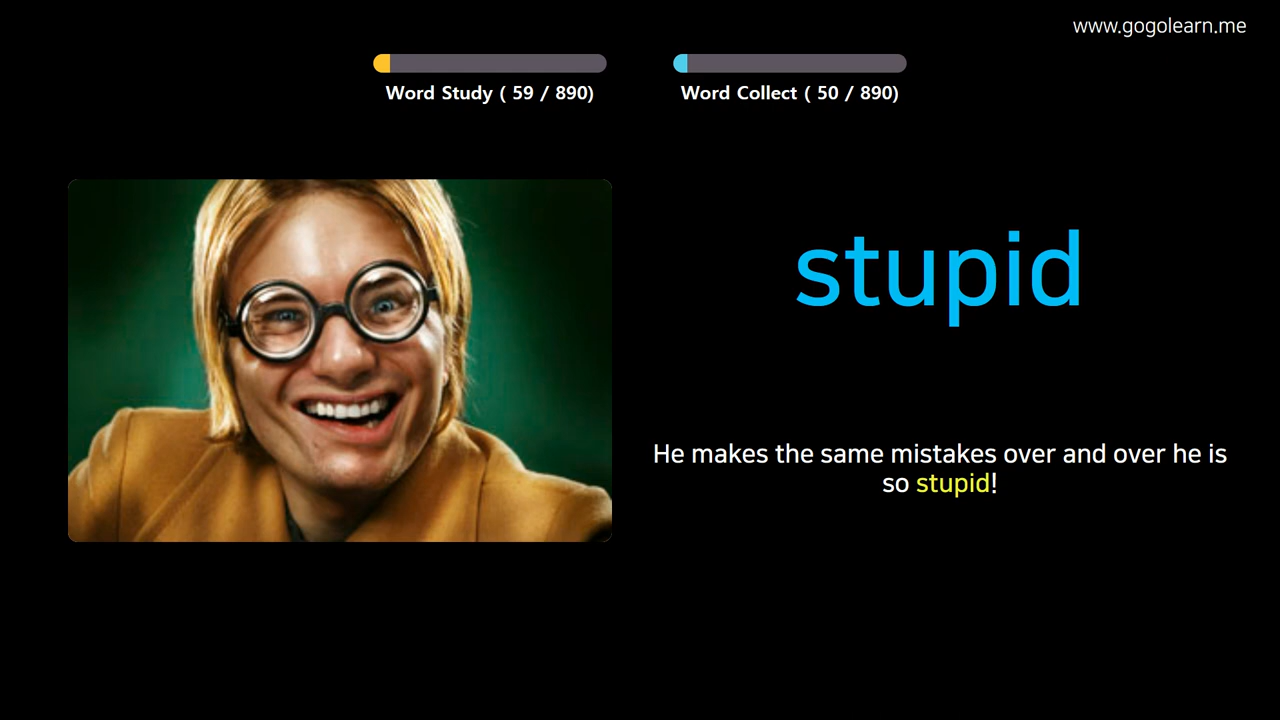 www.gogolearn.me
Word Study ( 59 / 890)
Word Collect ( 50 / 890)
stupid
He makes the same mistakes over and over he is
so stupid!